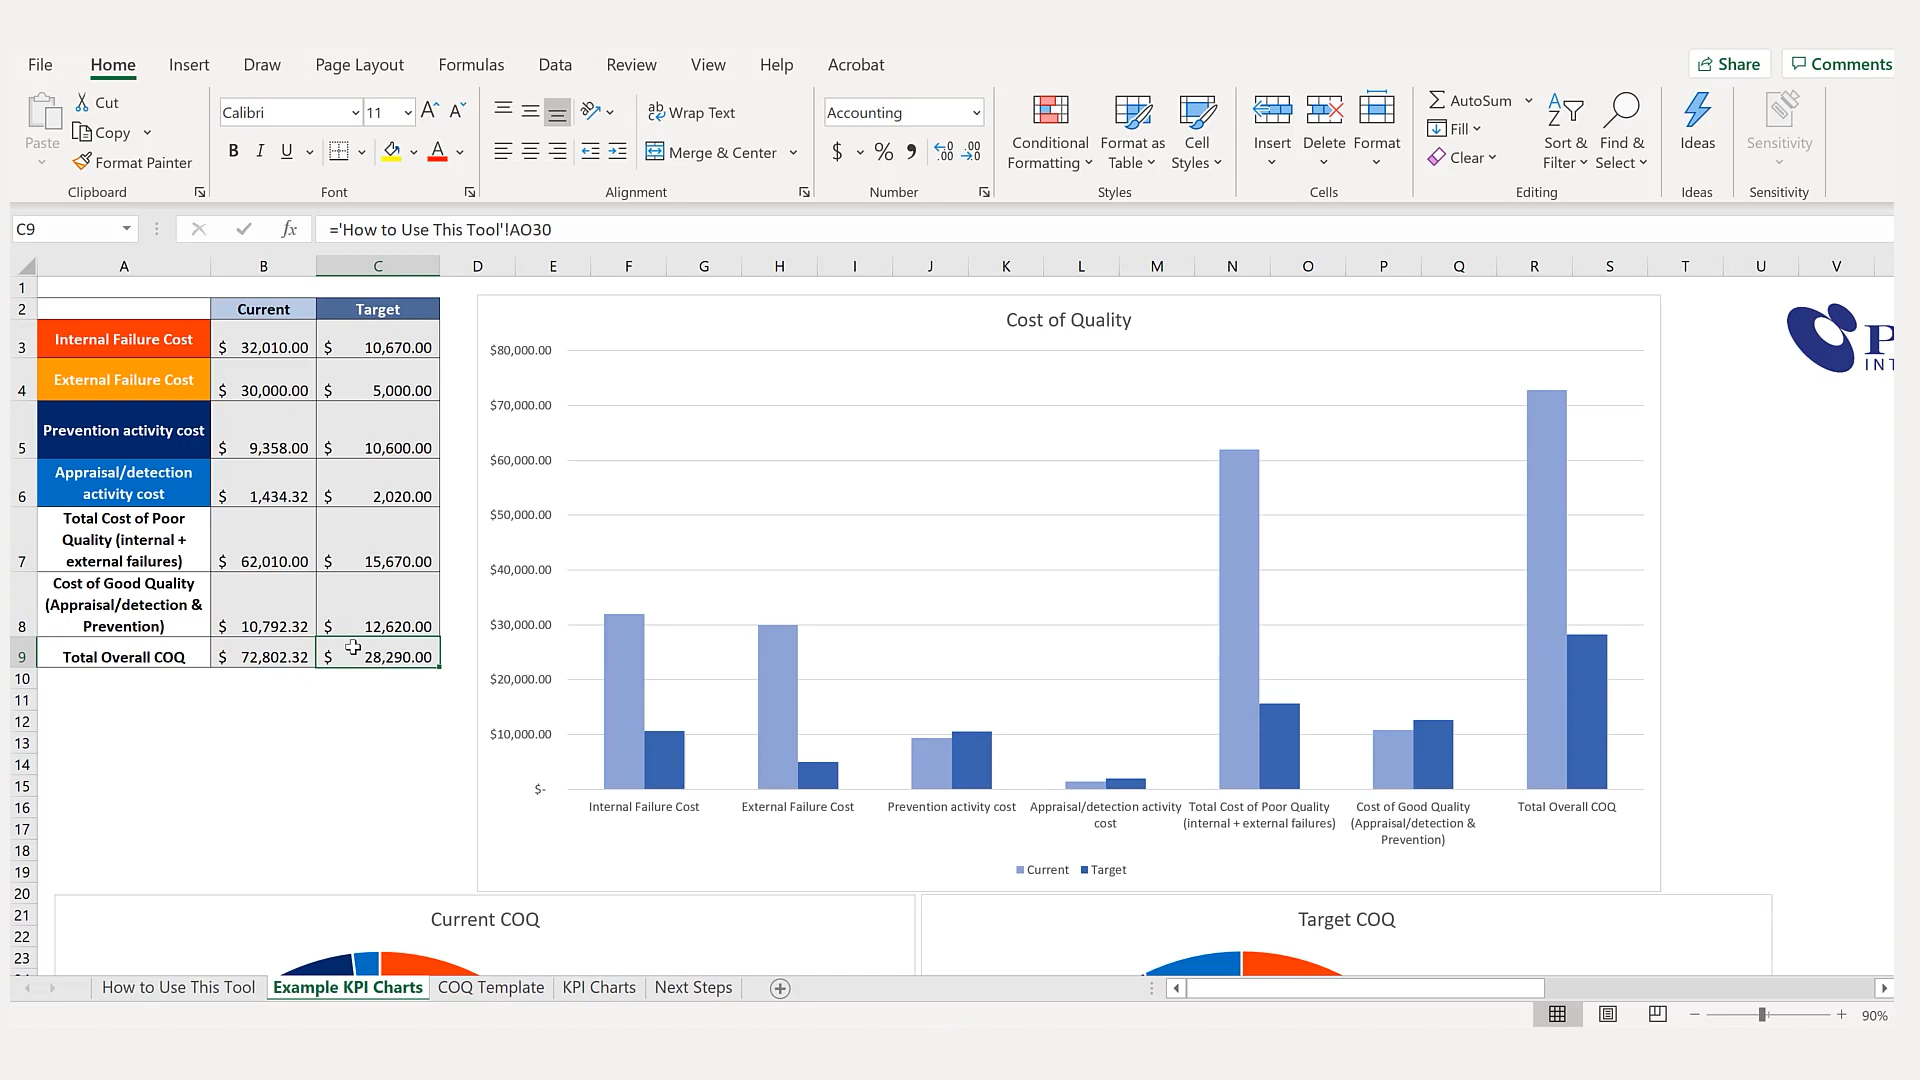 File Home Insert Draw Page Layout Formulas Data Review View Help Acrobat Share Comments
Paste
Cut
Copy
Format Painter
Clipboard
Calibri 11
B I U
Font
Wrap Text
Merge & Center
Alignment
Accounting
$ % 9 .00
Number
Conditional
Formatting
Format as
Table
Cell
Styles
Styles
Insert
Delete
Format
Cells
AutoSum
Fill
Clear
Sort &
Filter
Find &
Select
Editing
Ideas
Ideas
Sensitivity
Sensitivity
C9 fx ='How to Use This Tool'!AO30
A B C D E F G H I J K L M N O P Q R S T U V
1
2 Current Target
3 Internal Failure Cost $ 32,010.00 $ 10,670.00
4 External Failure Cost $ 30,000.00 $ 5,000.00
5 Prevention activity cost $ 9,358.00 $ 10,600.00
Appraisal/detection
6 activity cost $ 1,434.32 $ 2,020.00
Total Cost of Poor
Quality (internal +
7 external failures) $ 62,010.00 $ 15,670.00
Cost of Good Quality
(Appraisal/detection &
8 Prevention) $ 10,792.32 $ 12,620.00
9 Total Overall COQ $ 72,802.32 $ 28,290.00
10
11
12
13
14
15
16
17
18
19
20
21
22
23
Cost of Quality
$80,000.00
$70,000.00
$60,000.00
$50,000.00
$40,000.00
$30,000.00
$20,000.00
$10,000.00
$-
Internal Failure Cost
External Failure Cost
Prevention activity cost
Appraisal/detection activity
cost
Total Cost of Poor Quality
(internal + external failures)
Cost of Good Quality
(Appraisal/detection &
Prevention)
Total Overall COQ
Current Target
P
INT
Current COQ
Target COQ
How to Use This Tool Example KPI Charts COQ Template KPI Charts Next Steps
90%